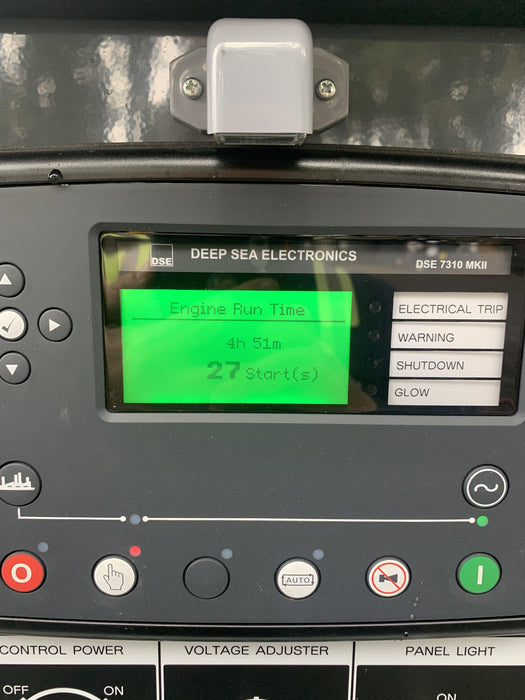 DSE
DEEP SEA ELECTRONICS
DSE 7310 MKII
Engine Run Time
4h 51m
27 Start(s)
ELECTRICAL TRIP
WARNING
SHUTDOWN
GLOW
O
AUTO
I
CONTROL POWER
VOLTAGE ADJUSTER
PANEL LIGHT
OFF
ON
ON